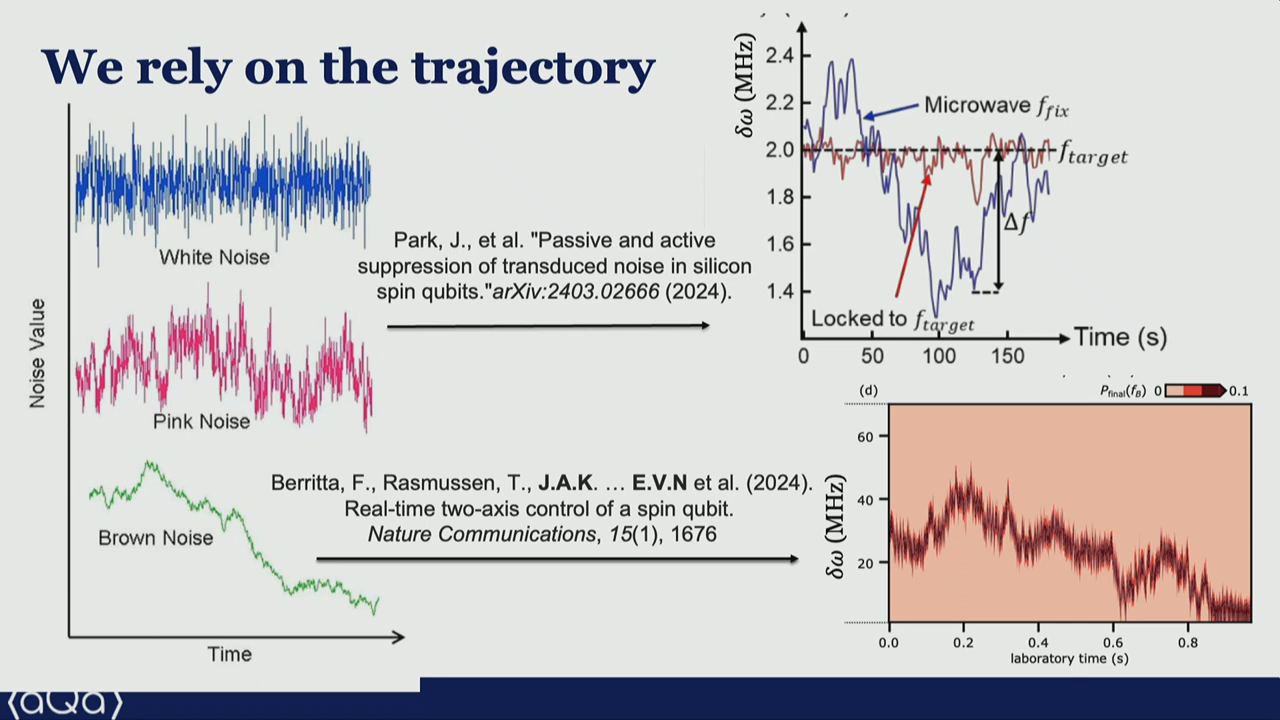 We rely on the trajectory
Noise Value
White Noise
Pink Noise
Brown Noise
Time
Park, J., et al. "Passive and active
suppression of transduced noise in silicon
spin qubits."arXiv:2403.02666 (2024).
Berritta, F., Rasmussen, T., J.A.K. … E.V.N et al. (2024).
Real-time two-axis control of a spin qubit.
Nature Communications, 15(1), 1676
δω (MHz)
2.4
2.2
2.0
1.8
1.6
1.4
Microwave f_fix
f_target
Δf
Locked to f_target
0 50 100 150
Time (s)
(d)
P_final(f_B) 0 0.1
δω (MHz)
60
40
20
0.0 0.2 0.4 0.6 0.8
laboratory time (s)
⟨aQa⟩